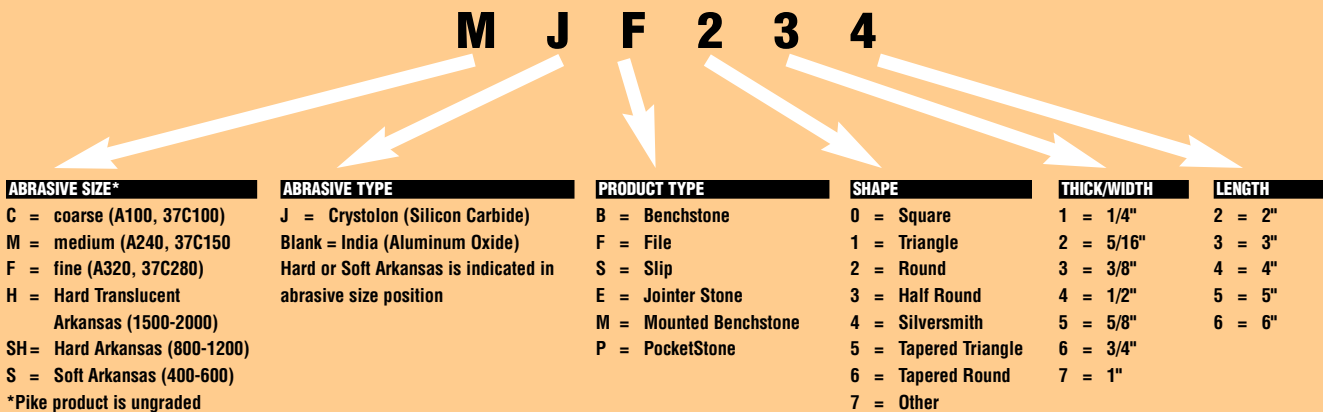 M J F 2 3 4
ABRASIVE SIZE*
C = coarse (A100, 37C100)
M = medium (A240, 37C150
F = fine (A320, 37C280)
H = Hard Translucent
Arkansas (1500-2000)
SH= Hard Arkansas (800-1200)
S = Soft Arkansas (400-600)
*Pike product is ungraded
ABRASIVE TYPE
J = Crystolon (Silicon Carbide)
Blank = India (Aluminum Oxide)
Hard or Soft Arkansas is indicated in
abrasive size position
PRODUCT TYPE
B = Benchstone
F = File
S = Slip
E = Jointer Stone
M = Mounted Benchstone
P = PocketStone
SHAPE
0 = Square
1 = Triangle
2 = Round
3 = Half Round
4 = Silversmith
5 = Tapered Triangle
6 = Tapered Round
7 = Other
THICK/WIDTH
1 = 1/4"
2 = 5/16"
3 = 3/8"
4 = 1/2"
5 = 5/8"
6 = 3/4"
7 = 1"
LENGTH
2 = 2"
3 = 3"
4 = 4"
5 = 5"
6 = 6"